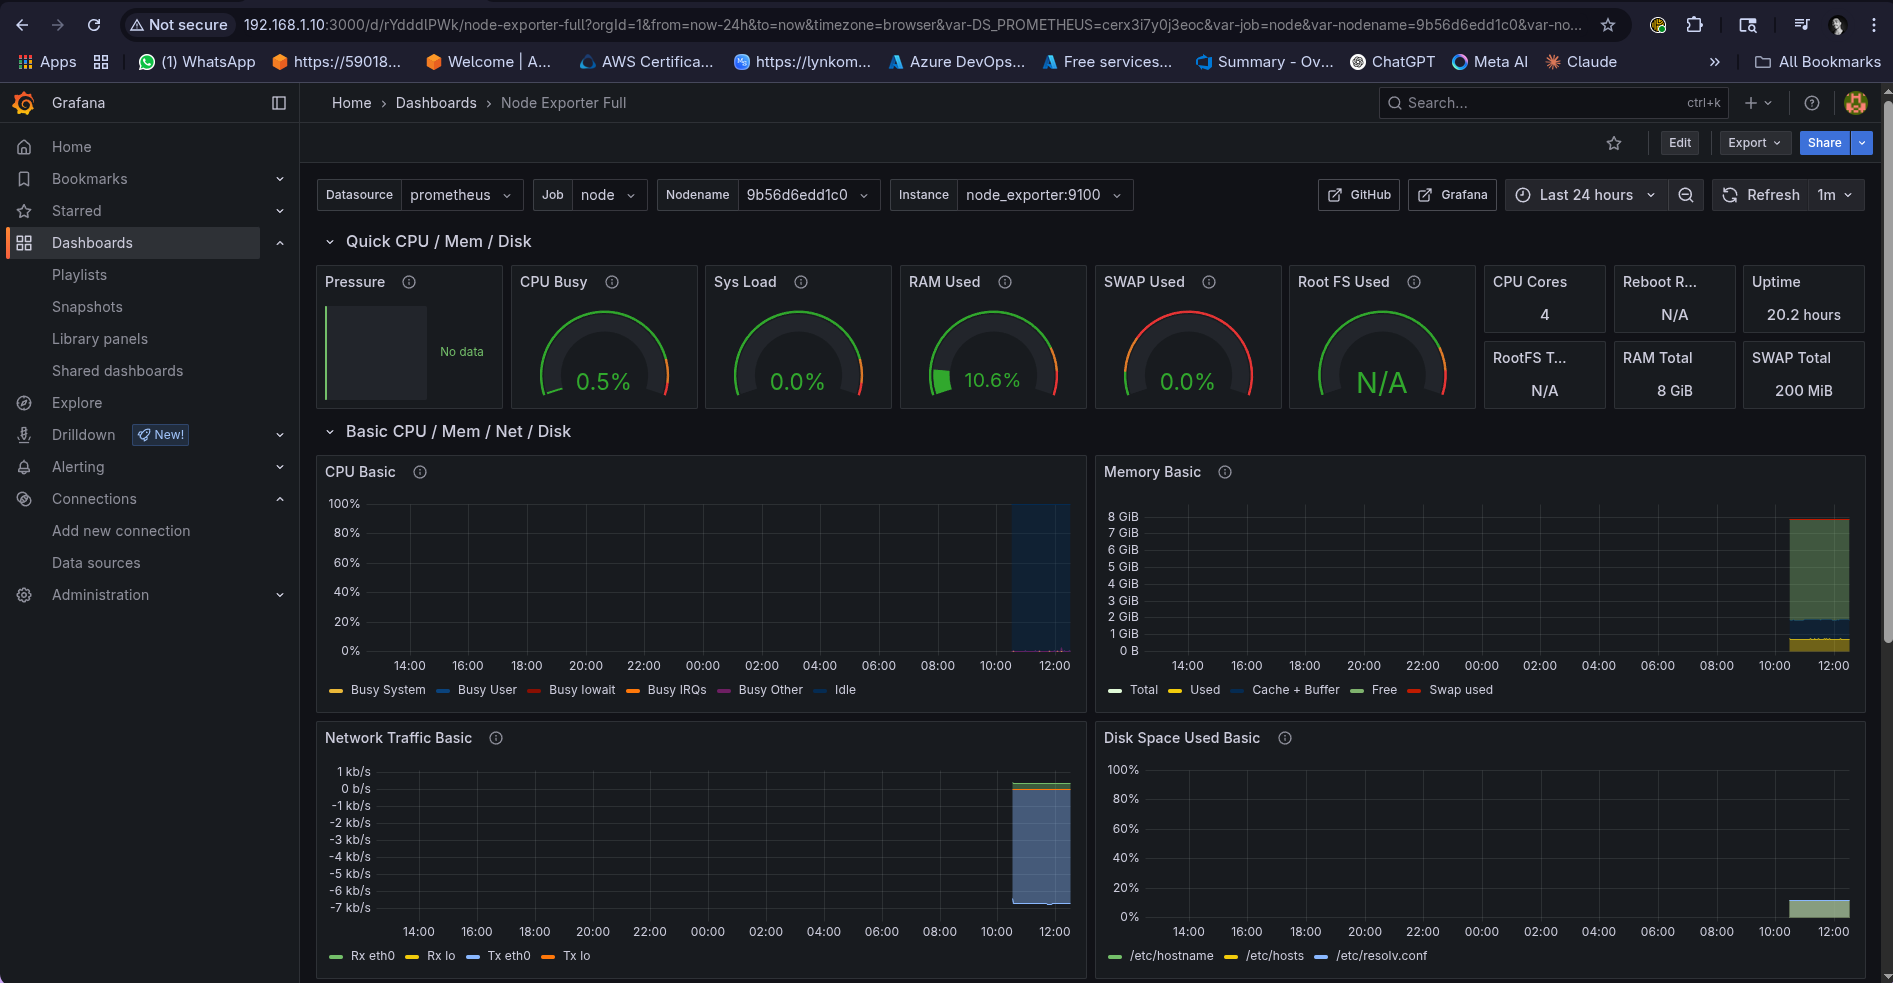 Not secure 192.168.1.10:3000/d/rYdddlPWk/node-exporter-full?orgId=1&from=now-24h&to=now&timezone=browser&var-DS_PROMETHEUS=cerx3i7y0j3eoc&var-job=node&var-nodename=9b56d6edd1c0&var-no...
Apps (1) WhatsApp https://59018... Welcome | A... AWS Certifica... https://lynkom... Azure DevOps... Free services... Summary - Ov... ChatGPT Meta AI Claude » All Bookmarks
Grafana
Home › Dashboards › Node Exporter Full
Search... ctrl+k
Edit Export Share
Home
Bookmarks
Starred
Dashboards
Playlists
Snapshots
Library panels
Shared dashboards
Explore
Drilldown New!
Alerting
Connections
Add new connection
Data sources
Administration
Datasource prometheus Job node Nodename 9b56d6edd1c0 Instance node_exporter:9100
GitHub Grafana Last 24 hours Refresh 1m
Quick CPU / Mem / Disk
Pressure
No data
CPU Busy
0.5%
Sys Load
0.0%
RAM Used
10.6%
SWAP Used
0.0%
Root FS Used
N/A
CPU Cores
4
Reboot R...
N/A
Uptime
20.2 hours
RootFS T...
N/A
RAM Total
8 GiB
SWAP Total
200 MiB
Basic CPU / Mem / Net / Disk
CPU Basic
100%
80%
60%
40%
20%
0%
14:00 16:00 18:00 20:00 22:00 00:00 02:00 04:00 06:00 08:00 10:00 12:00
Busy System Busy User Busy Iowait Busy IRQs Busy Other Idle
Memory Basic
8 GiB
7 GiB
6 GiB
5 GiB
4 GiB
3 GiB
2 GiB
1 GiB
0 B
14:00 16:00 18:00 20:00 22:00 00:00 02:00 04:00 06:00 08:00 10:00 12:00
Total Used Cache + Buffer Free Swap used
Network Traffic Basic
1 kb/s
0 b/s
-1 kb/s
-2 kb/s
-3 kb/s
-4 kb/s
-5 kb/s
-6 kb/s
-7 kb/s
14:00 16:00 18:00 20:00 22:00 00:00 02:00 04:00 06:00 08:00 10:00 12:00
Rx eth0 Rx lo Tx eth0 Tx lo
Disk Space Used Basic
100%
80%
60%
40%
20%
0%
14:00 16:00 18:00 20:00 22:00 00:00 02:00 04:00 06:00 08:00 10:00 12:00
/etc/hostname /etc/hosts /etc/resolv.conf